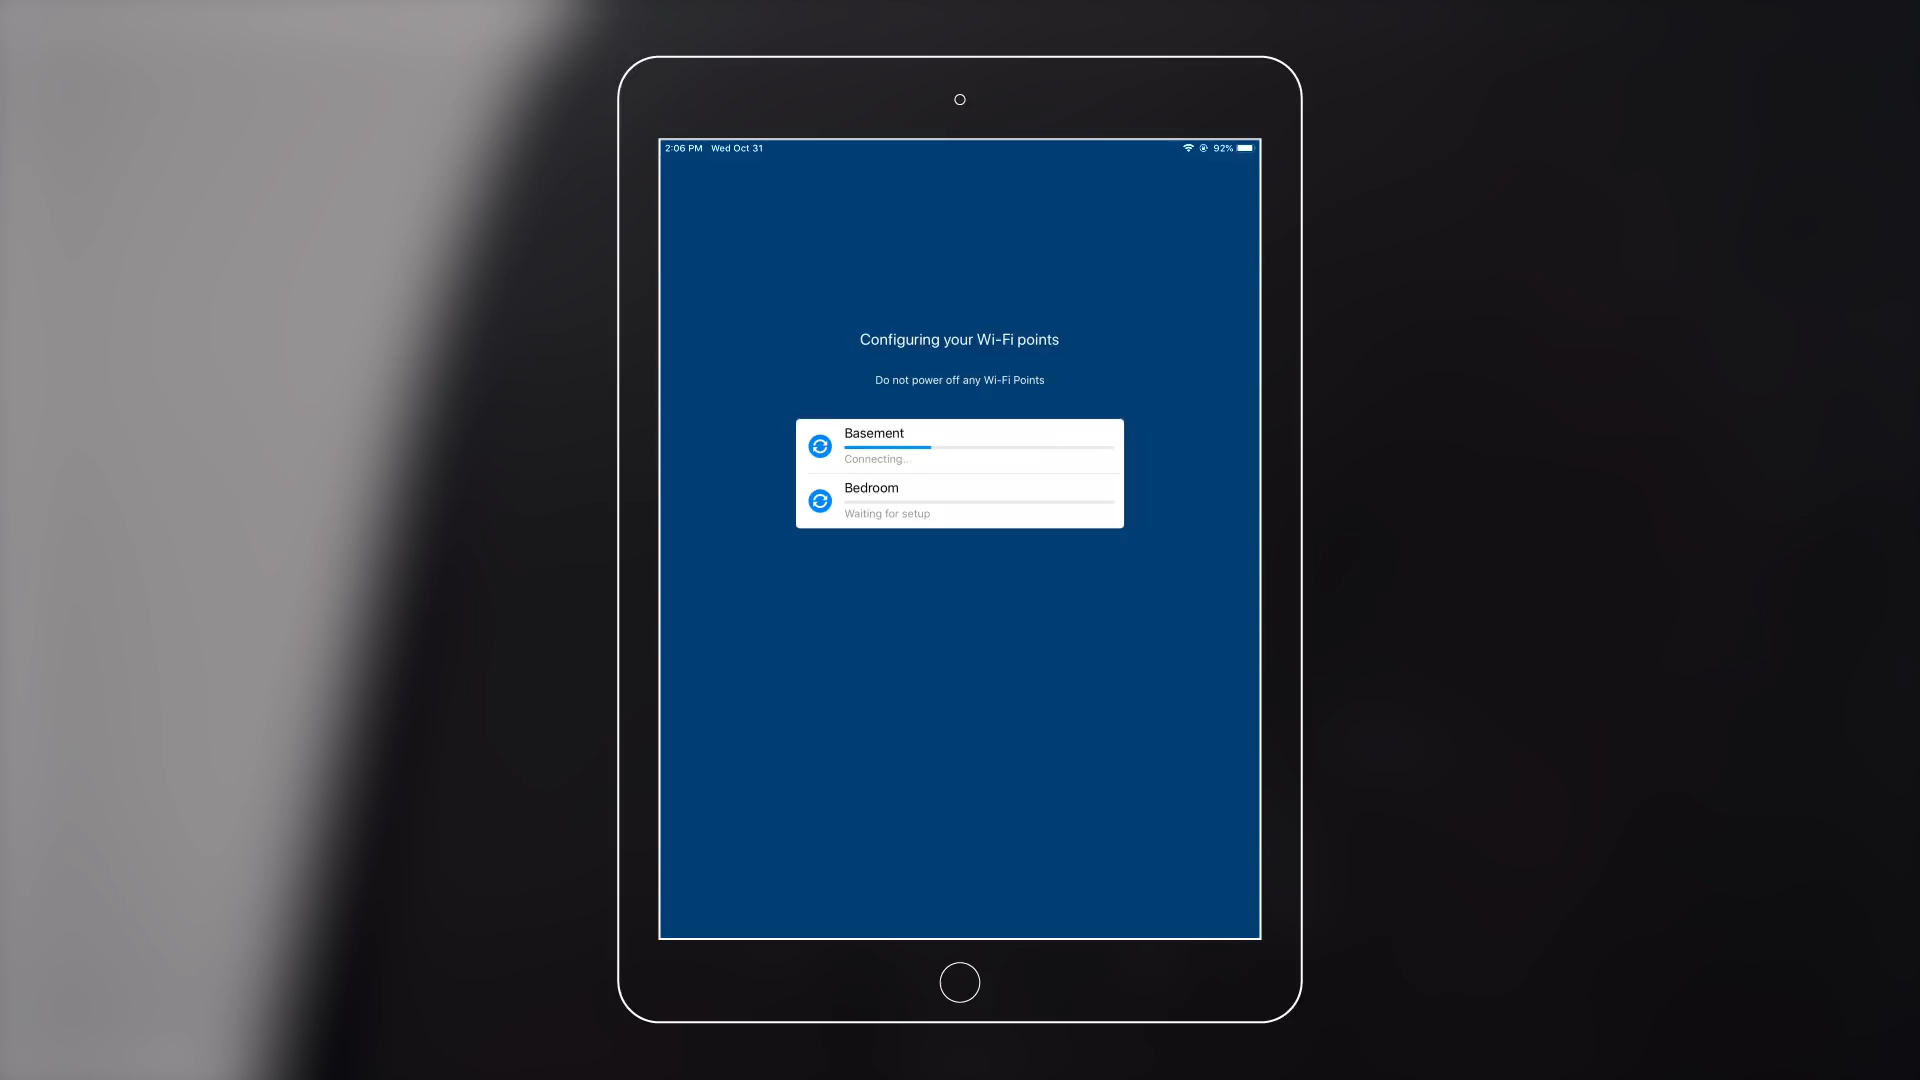 2:06 PM Wed Oct 31 92%
Configuring your Wi-Fi points
Do not power off any Wi-Fi Points
Basement
Connecting...
Bedroom
Waiting for setup